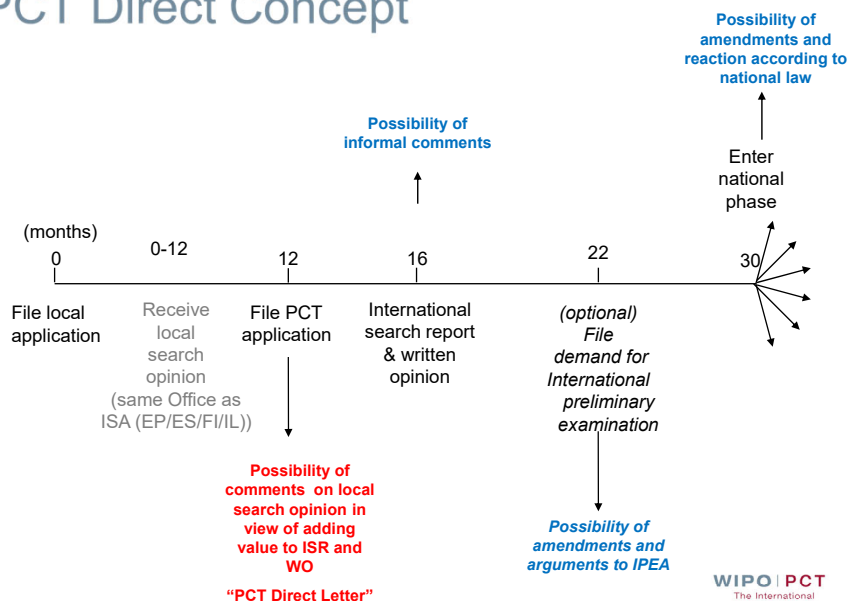 PCT Direct Concept
Possibility of
amendments and
reaction according to
national law
Possibility of
informal comments
Enter
national
phase
(months)
0
0-12
12
16
22
30
File local
application
Receive
local
search
opinion
(same Office as
ISA (EP/ES/FI/IL))
File PCT
application
International
search report
& written
opinion
(optional)
File
demand for
International
preliminary
examination
Possibility of
comments on local
search opinion in
view of adding
value to ISR and
WO
“PCT Direct Letter”
Possibility of
amendments and
arguments to IPEA
WIPO | PCT
The International